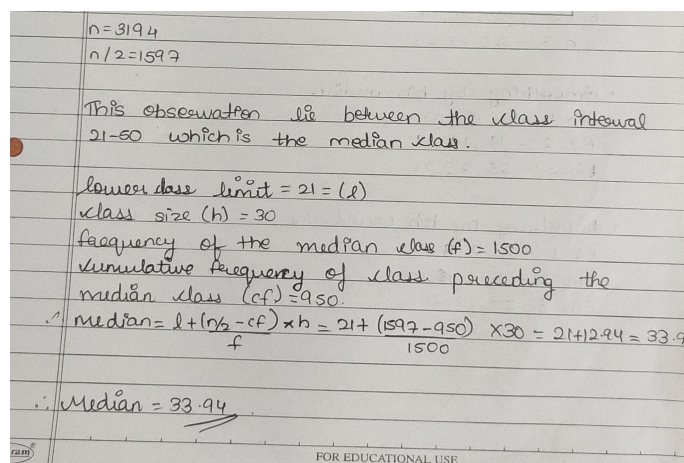 n=3194
n/2=1597
This observation lie between the class interval
21-50 which is the median class.
lower class limit = 21 = (l)
class size (h) = 30
frequency of the median class (f) = 1500
Cumulative frequency of class preceding the
median class (cf) = 950.
∴ median = l + (n/2 - cf) × h = 21 + (1597 - 950) × 30 = 21 + 12.94 = 33.9
f 1500
∴ Median = 33.94
ram®
FOR EDUCATIONAL USE